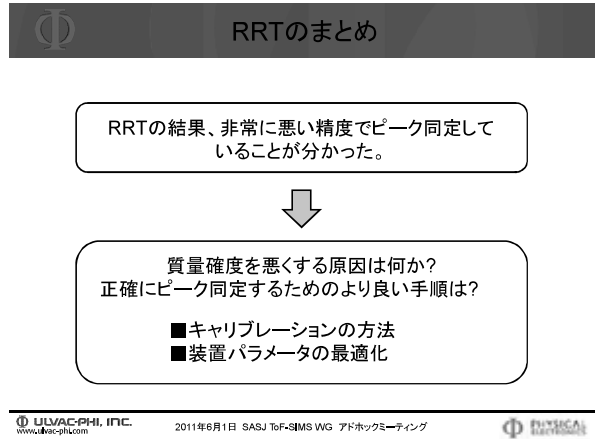 RRTのまとめ
RRTの結果、非常に悪い精度でピーク同定して
いることが分かった。
質量確度を悪くする原因は何か?
正確にピーク同定するためのより良い手順は?
■キャリブレーションの方法
■装置パラメータの最適化
ULVAC-PHI, INC.
www.ulvac-phi.com
2011年6月1日 SASJ ToF-SIMS WG アドホックミーティング
PHYSICAL
ELECTRONICS